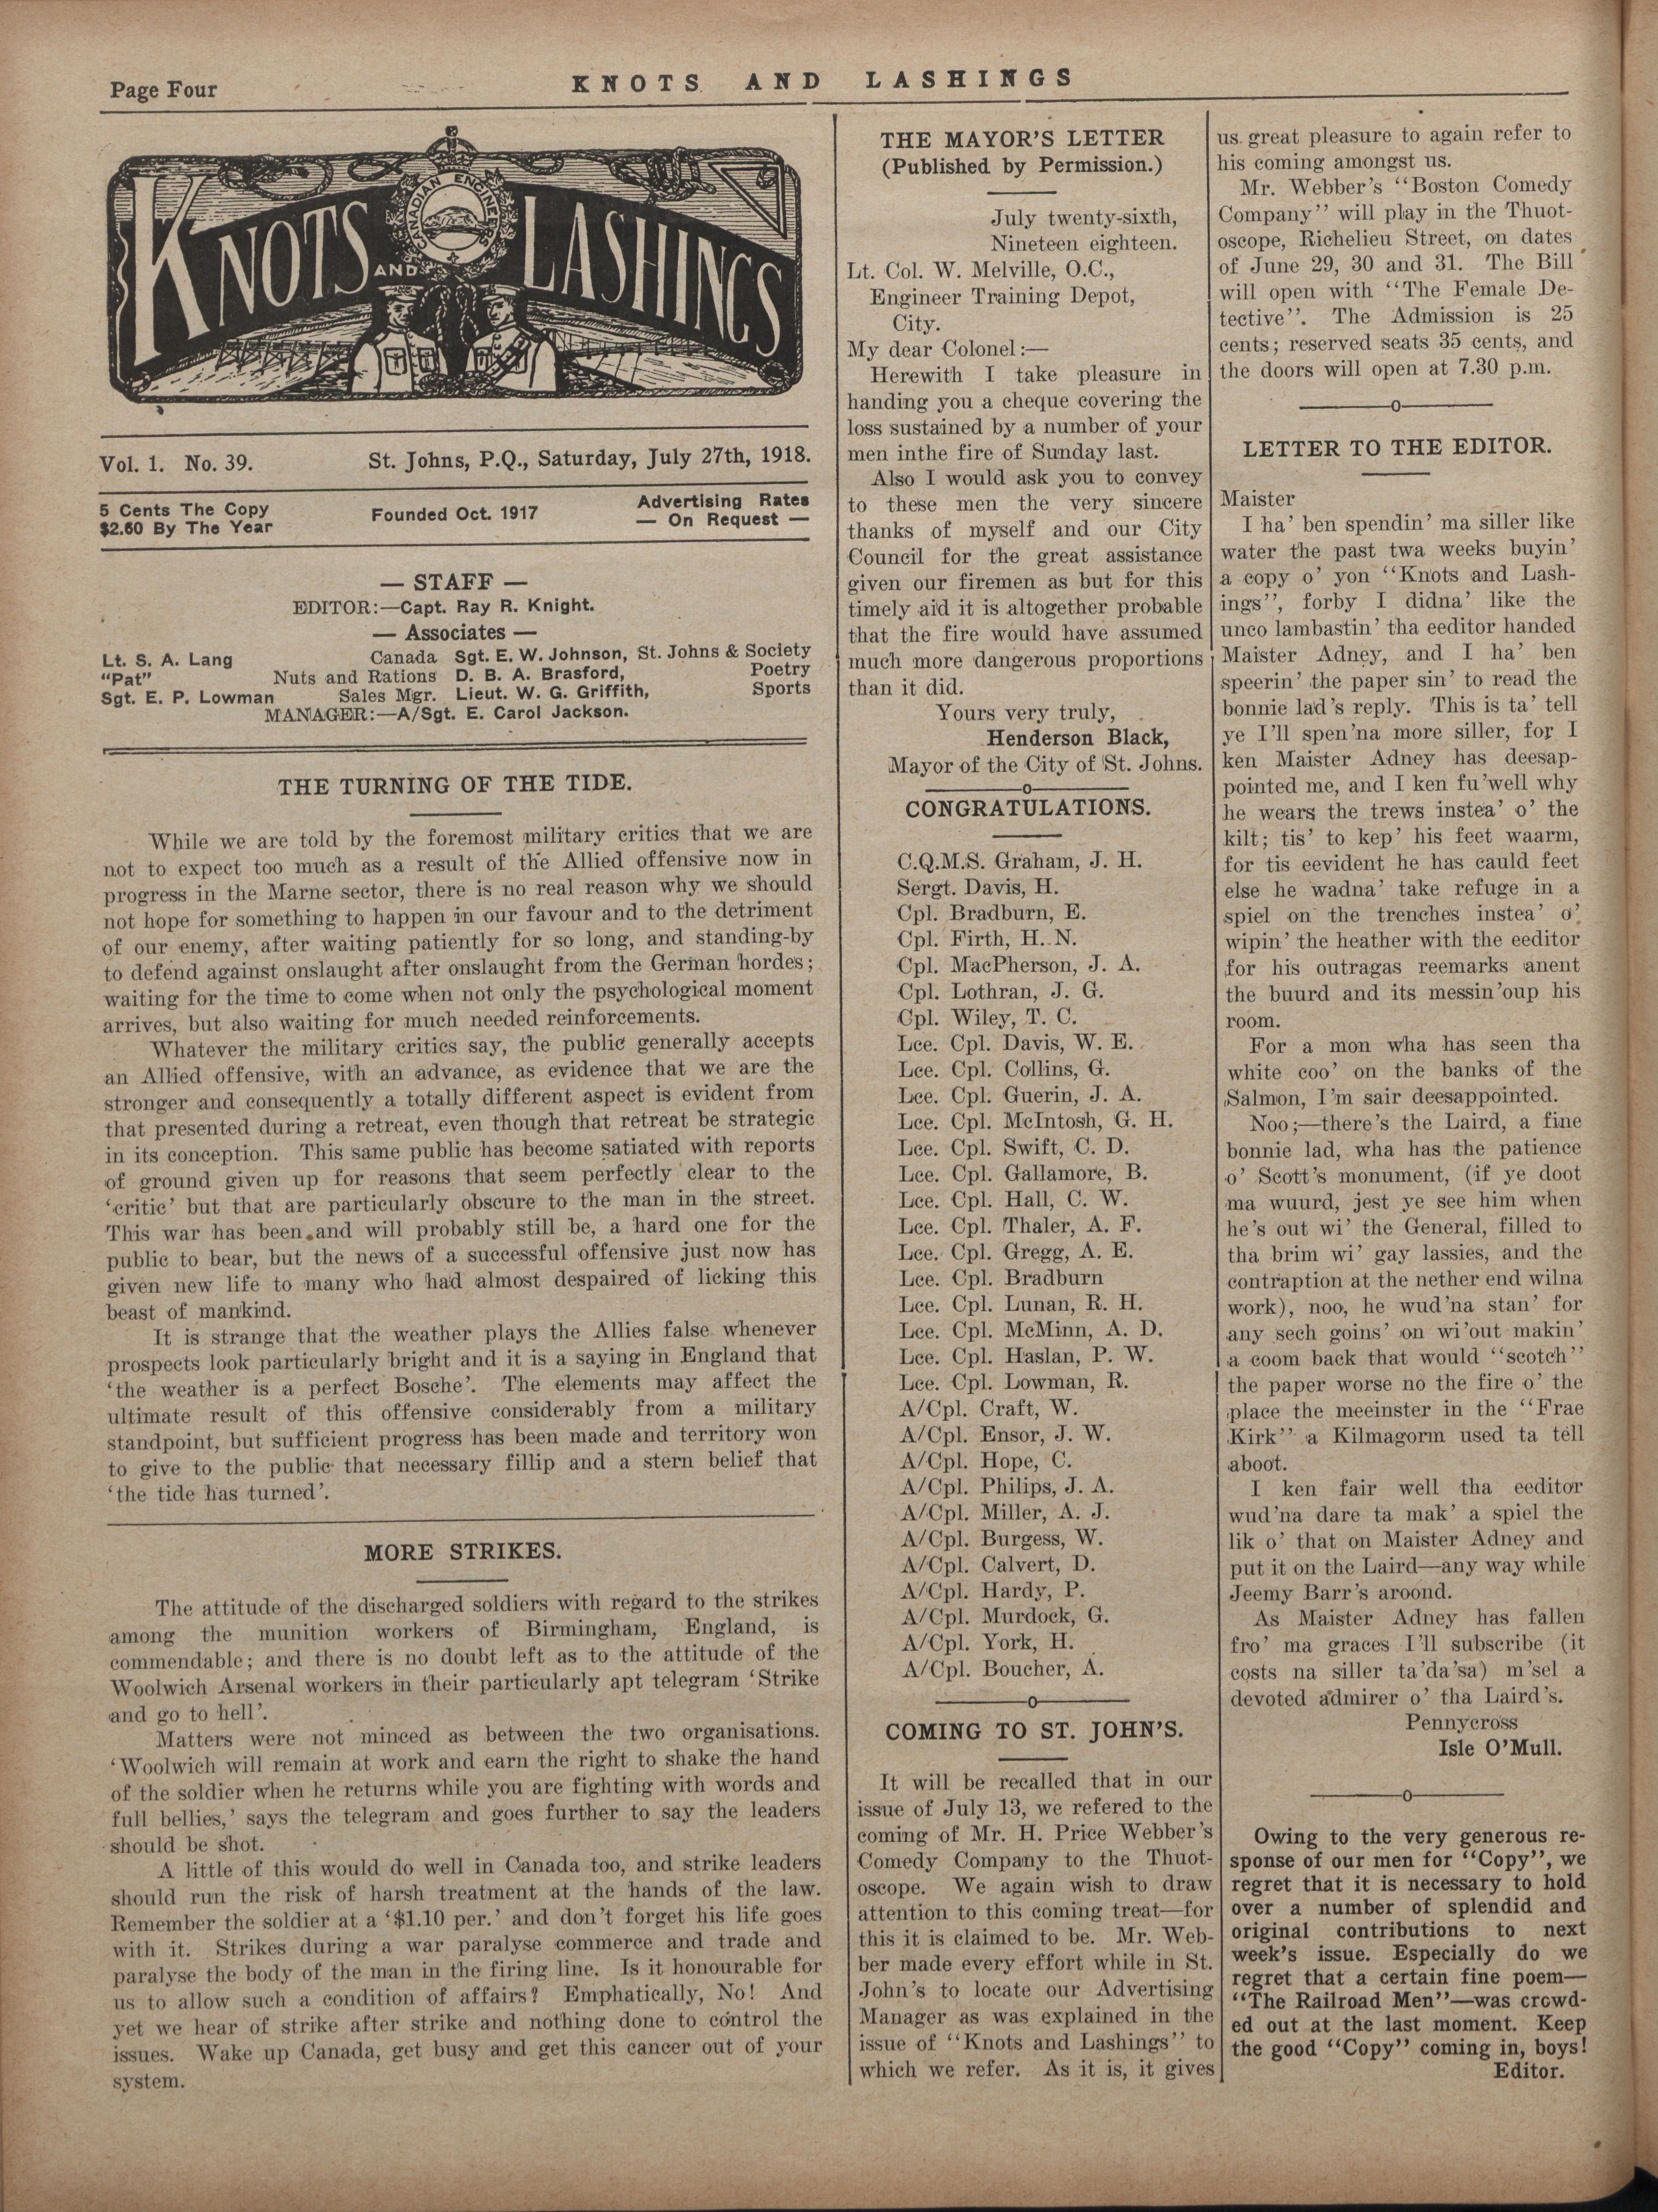 Page Four
KNOTS AND LASHINGS
KNOTS AND LASHINGS
CANADIAN ENGINEERS
Vol. 1. No. 39.
St. Johns, P.Q., Saturday, July 27th, 1918.
5 Cents The Copy
$2.60 By The Year
Founded Oct. 1917
Advertising Rates
— On Request —
— STAFF —
EDITOR:—Capt. Ray R. Knight.
— Associates —
Lt. S. A. Lang Canada Sgt. E. W. Johnson, St. Johns & Society
"Pat" Nuts and Rations D. B. A. Brasford, Poetry
Sgt. E. P. Lowman Sales Mgr. Lieut. W. G. Griffith, Sports
MANAGER:—A/Sgt. E. Carol Jackson.
THE TURNING OF THE TIDE.
While we are told by the foremost military critics that we are
not to expect too much as a result of the Allied offensive now in
progress in the Marne sector, there is no real reason why we should
not hope for something to happen in our favour and to the detriment
of our enemy, after waiting patiently for so long, and standing-by
to defend against onslaught after onslaught from the German hordes;
waiting for the time to come when not only the psychological moment
arrives, but also waiting for much needed reinforcements.
Whatever the military critics say, the public generally accepts
an Allied offensive, with an advance, as evidence that we are the
stronger and consequently a totally different aspect is evident from
that presented during a retreat, even though that retreat be strategic
in its conception. This same public has become satiated with reports
of ground given up for reasons that seem perfectly clear to the
'critic' but that are particularly obscure to the man in the street.
This war has been and will probably still be, a hard one for the
public to bear, but the news of a successful offensive just now has
given new life to many who had almost despaired of licking this
beast of mankind.
It is strange that the weather plays the Allies false whenever
prospects look particularly bright and it is a saying in England that
'the weather is a perfect Bosche'. The elements may affect the
ultimate result of this offensive considerably from a military
standpoint, but sufficient progress has been made and territory won
to give to the public that necessary fillip and a stern belief that
'the tide has turned'.
MORE STRIKES.
The attitude of the discharged soldiers with regard to the strikes
among the munition workers of Birmingham, England, is
commendable; and there is no doubt left as to the attitude of the
Woolwich Arsenal workers in their particularly apt telegram 'Strike
and go to hell'.
Matters were not minced as between the two organisations.
'Woolwich will remain at work and earn the right to shake the hand
of the soldier when he returns while you are fighting with words and
full bellies,' says the telegram and goes further to say the leaders
should be shot.
A little of this would do well in Canada too, and strike leaders
should run the risk of harsh treatment at the hands of the law.
Remember the soldier at a '$1.10 per.' and don't forget his life goes
with it. Strikes during a war paralyse commerce and trade and
paralyse the body of the man in the firing line. Is it honourable for
us to allow such a condition of affairs? Emphatically, No! And
yet we hear of strike after strike and nothing done to control the
issues. Wake up Canada, get busy and get this cancer out of your
system.
THE MAYOR'S LETTER
(Published by Permission.)
July twenty-sixth,
Nineteen eighteen.
Lt. Col. W. Melville, O.C.,
Engineer Training Depot,
City.
My dear Colonel:—
Herewith I take pleasure in
handing you a cheque covering the
loss sustained by a number of your
men inthe fire of Sunday last.
Also I would ask you to convey
to these men the very sincere
thanks of myself and our City
Council for the great assistance
given our firemen as but for this
timely aid it is altogether probable
that the fire would have assumed
much more dangerous proportions
than it did.
Yours very truly,
Henderson Black,
Mayor of the City of St. Johns.
CONGRATULATIONS.
C.Q.M.S. Graham, J. H.
Sergt. Davis, H.
Cpl. Bradburn, E.
Cpl. Firth, H. N.
Cpl. MacPherson, J. A.
Cpl. Lothran, J. G.
Cpl. Wiley, T. C.
Lce. Cpl. Davis, W. E.
Lce. Cpl. Collins, G.
Lce. Cpl. Guerin, J. A.
Lce. Cpl. McIntosh, G. H.
Lce. Cpl. Swift, C. D.
Lce. Cpl. Gallamore, B.
Lce. Cpl. Hall, C. W.
Lce. Cpl. Thaler, A. F.
Lce. Cpl. Gregg, A. E.
Lce. Cpl. Bradburn
Lce. Cpl. Lunan, R. H.
Lce. Cpl. McMinn, A. D.
Lce. Cpl. Haslan, P. W.
Lce. Cpl. Lowman, R.
A/Cpl. Craft, W.
A/Cpl. Ensor, J. W.
A/Cpl. Hope, C.
A/Cpl. Philips, J. A.
A/Cpl. Miller, A. J.
A/Cpl. Burgess, W.
A/Cpl. Calvert, D.
A/Cpl. Hardy, P.
A/Cpl. Murdock, G.
A/Cpl. York, H.
A/Cpl. Boucher, A.
COMING TO ST. JOHN'S.
It will be recalled that in our
issue of July 13, we refered to the
coming of Mr. H. Price Webber's
Comedy Company to the Thuot-
oscope. We again wish to draw
attention to this coming treat—for
this it is claimed to be. Mr. Web-
ber made every effort while in St.
John's to locate our Advertising
Manager as was explained in the
issue of "Knots and Lashings" to
which we refer. As it is, it gives
us great pleasure to again refer to
his coming amongst us.
Mr. Webber's "Boston Comedy
Company" will play in the Thuot-
oscope, Richelieu Street, on dates
of June 29, 30 and 31. The Bill
will open with "The Female De-
tective". The Admission is 25
cents; reserved seats 35 cents, and
the doors will open at 7.30 p.m.
LETTER TO THE EDITOR.
Maister
I ha' ben spendin' ma siller like
water the past twa weeks buyin'
a copy o' yon "Knots and Lash-
ings", forby I didna' like the
unco lambastin' tha eeditor handed
Maister Adney, and I ha' ben
speerin' the paper sin' to read the
bonnie lad's reply. This is ta' tell
ye I'll spen'na more siller, for I
ken Maister Adney has deesap-
pointed me, and I ken fu'well why
he wears the trews instea' o' the
kilt; tis' to kep' his feet waarm,
for tis eevident he has cauld feet
else he wadna' take refuge in a
spiel on the trenches instea' o'
wipin' the heather with the eeditor
for his outragas reemarks anent
the buurd and its messin'oup his
room.
For a mon wha has seen tha
white coo' on the banks of the
Salmon, I'm sair deesappointed.
Noo;—there's the Laird, a fine
bonnie lad, wha has the patience
o' Scott's monument, (if ye doot
ma wuurd, jest ye see him when
he's out wi' the General, filled to
tha brim wi' gay lassies, and the
contraption at the nether end wilna
work), noo, he wud'na stan' for
any sech goins' on wi'out makin'
a coom back that would "scotch"
the paper worse no the fire o' the
place the meeinster in the "Frae
Kirk" a Kilmagorm used ta tell
aboot.
I ken fair well tha eeditor
wud'na dare ta mak' a spiel the
lik o' that on Maister Adney and
put it on the Laird—any way while
Jeemy Barr's aroond.
As Maister Adney has fallen
fro' ma graces I'll subscribe (it
costs na siller ta'da'sa) m'sel a
devoted admirer o' tha Laird's.
Pennycross
Isle O'Mull.
Owing to the very generous re-
sponse of our men for "Copy", we
regret that it is necessary to hold
over a number of splendid and
original contributions to next
week's issue. Especially do we
regret that a certain fine poem—
"The Railroad Men"—was crowd-
ed out at the last moment. Keep
the good "Copy" coming in, boys!
Editor.